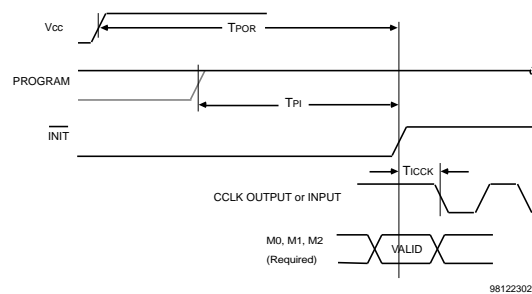 Vcc
TPOR
PROGRAM
TPI
INIT
TICCK
CCLK OUTPUT or INPUT
M0, M1, M2
(Required)
VALID
98122302